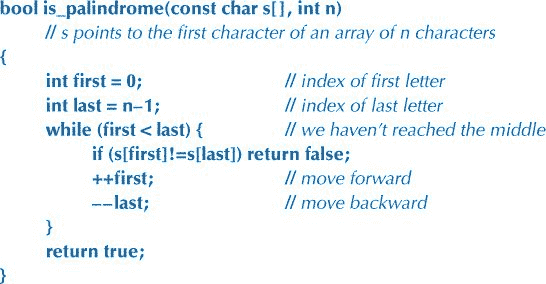 bool is_palindrome(const char s[], int n)
// s points to the first character of an array of n characters
{
int first = 0; // index of first letter
int last = n–1; // index of last letter
while (first < last) { // we haven’t reached the middle
if (s[first]!=s[last]) return false;
++first; // move forward
––last; // move backward
}
return true;
}